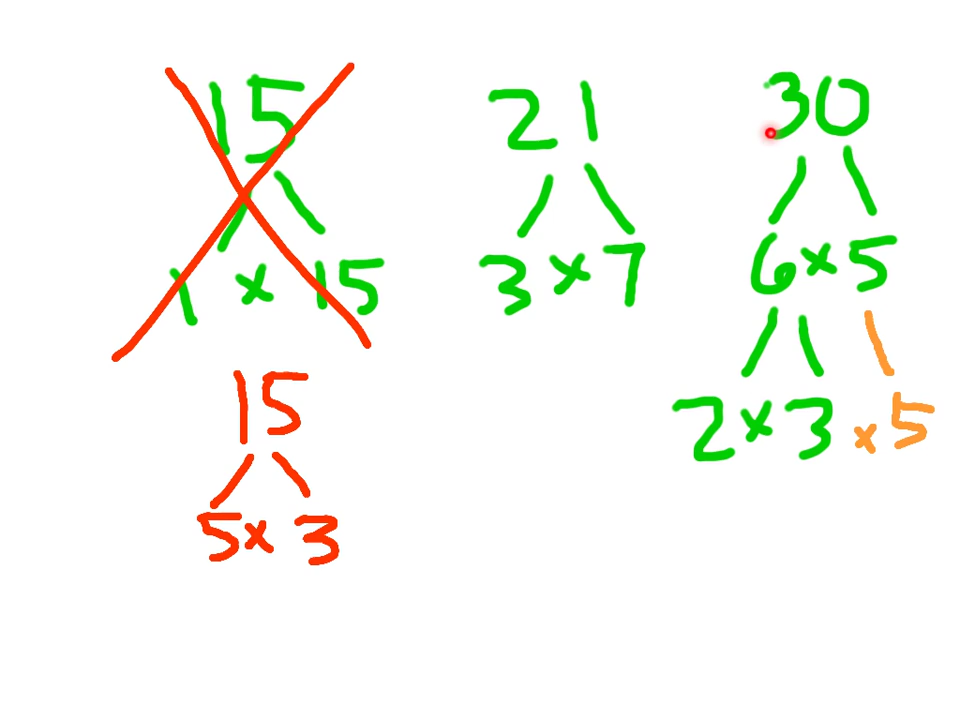 15
1 x 15
15
5 x 3
21
3 x 7
30
6 x 5
2 x 3 x 5